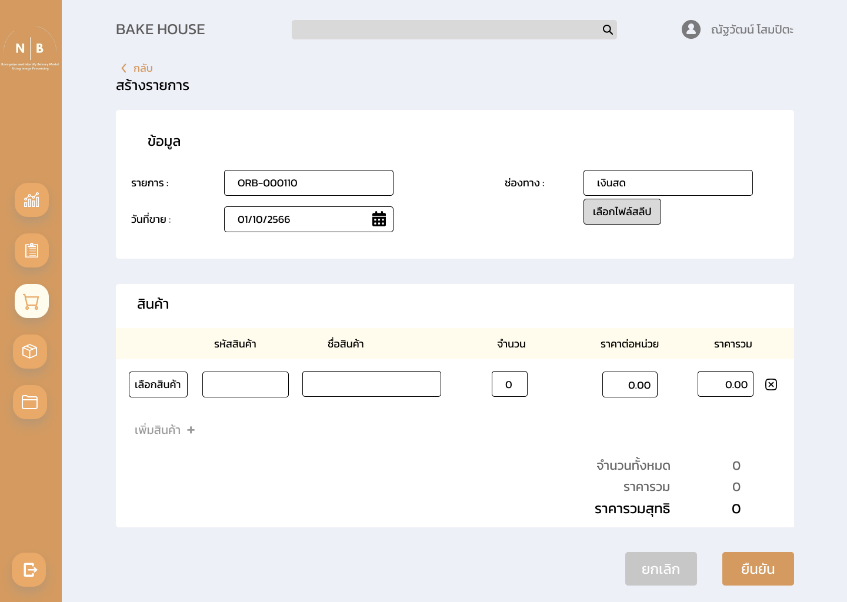 BAKE HOUSE
ณัฐวัฒน์ โสมปิตะ
N B
กลับ
สร้างรายการ
ข้อมูล
รายการ : ORB-000110
ช่องทาง : เงินสด
เลือกไฟล์สลีป
วันที่ขาย : 01/10/2566
สินค้า
รหัสสินค้า ชื่อสินค้า จำนวน ราคาต่อหน่วย ราคารวม
เลือกสินค้า 0 0.00 0.00
เพิ่มสินค้า +
จำนวนทั้งหมด 0
ราคารวม 0
ราคารวมสุทธิ 0
ยกเลิก ยืนยัน